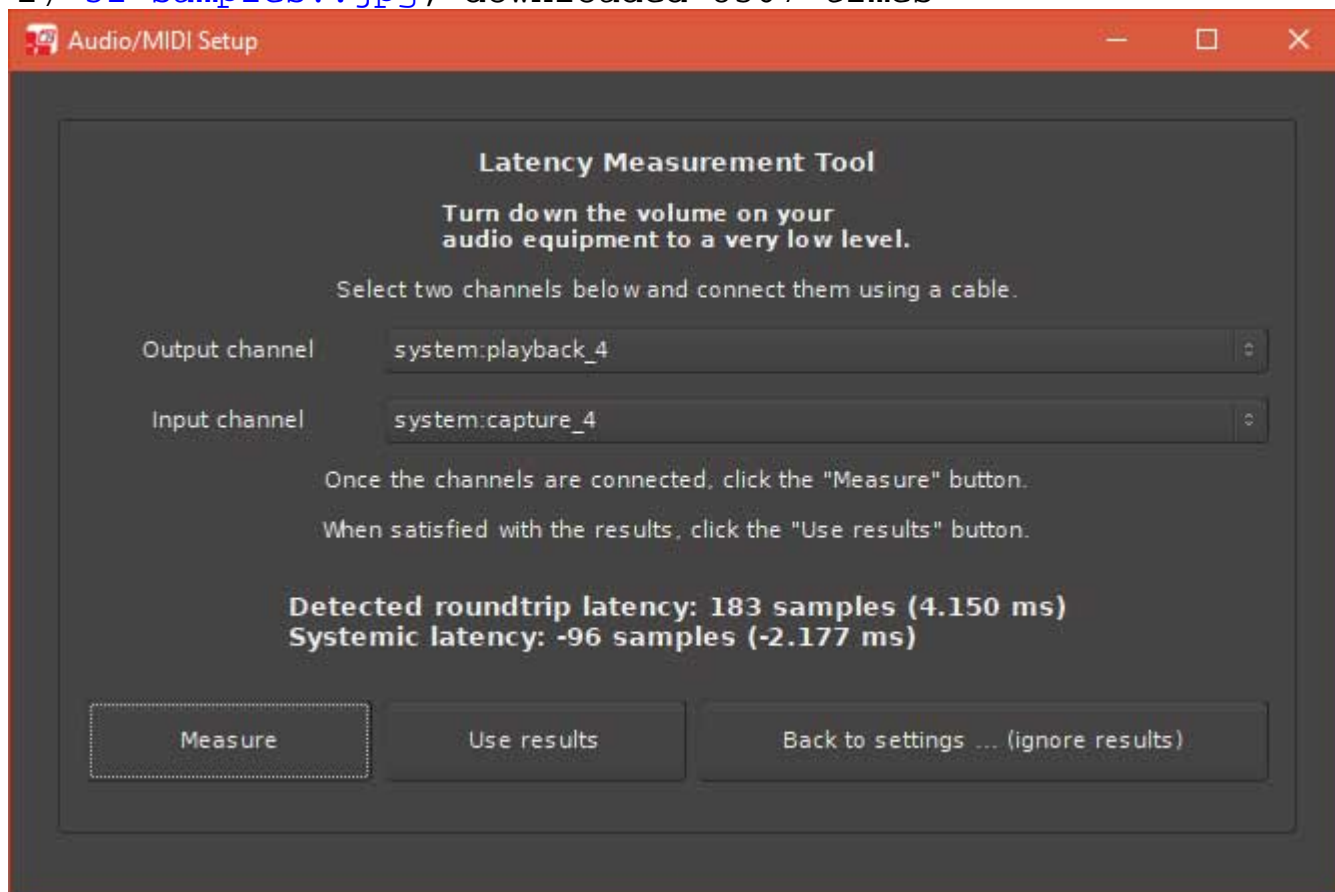 Audio/MIDI Setup
Latency Measurement Tool
Turn down the volume on your
audio equipment to a very low level.
Select two channels below and connect them using a cable.
Output channel system:playback_4
Input channel system:capture_4
Once the channels are connected, click the "Measure" button.
When satisfied with the results, click the "Use results" button.
Detected roundtrip latency: 183 samples (4.150 ms)
Systemic latency: -96 samples (-2.177 ms)
Measure Use results Back to settings ... (ignore results)